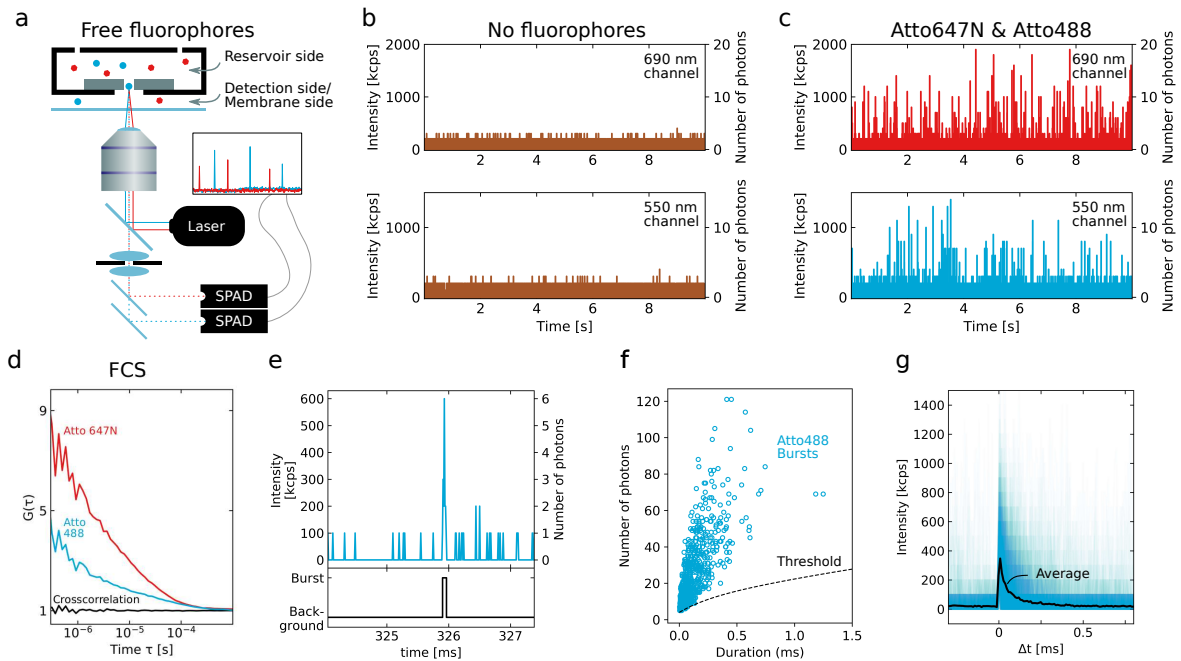 a
Free fluorophores
Reservoir side
Detection side/
Membrane side
Laser
SPAD
SPAD
b
No fluorophores
Intensity [kcps]
2000
1000
0
690 nm
channel
20
10
0
Number of photons
2 4 6 8
Intensity [kcps]
1000
0
550 nm
channel
10
0
Number of photons
2 4 6 8
Time [s]
c
Atto647N & Atto488
Intensity [kcps]
2000
1000
0
690 nm
channel
20
10
0
Number of photons
2 4 6 8
Intensity [kcps]
1000
0
550 nm
channel
10
0
Number of photons
2 4 6 8
Time [s]
d
FCS
G(τ)
9
5
1
Atto 647N
Atto
488
Crosscorrelation
10⁻⁶ 10⁻⁵ 10⁻⁴
Time τ [s]
e
Intensity
[kcps]
600
500
400
300
200
100
0
6
5
4
3
2
1
0
Number of photons
Burst
Back-
ground
325 326 327
time [ms]
f
Number of photons
120
100
80
60
40
20
0
Atto488
Bursts
Threshold
0.0 0.5 1.0 1.5
Duration (ms)
g
Intensity [kcps]
1400
1200
1000
800
600
400
200
0
Average
0 0.5
Δt [ms]